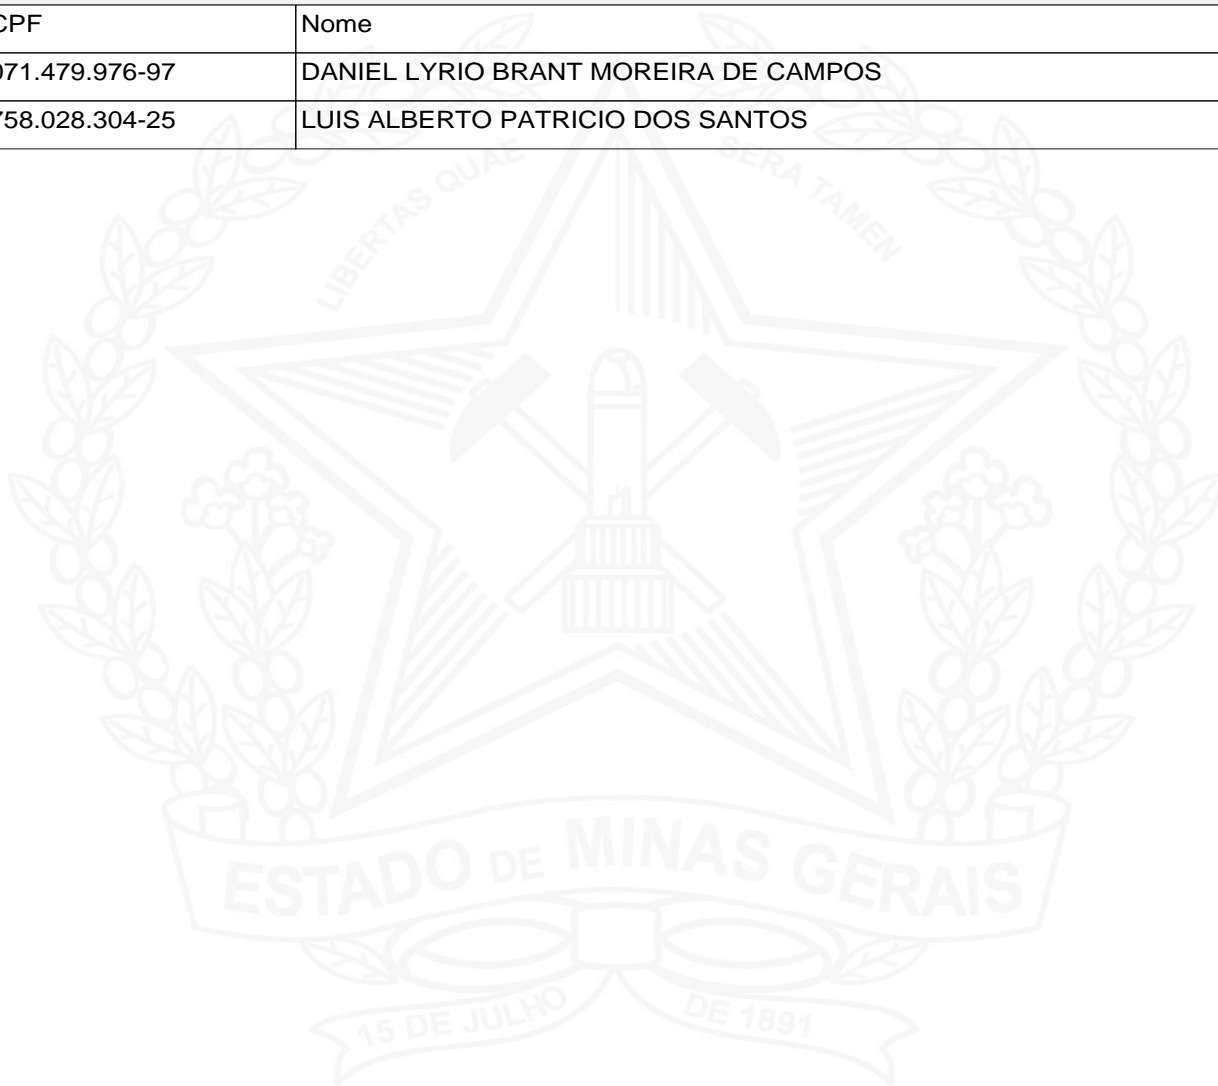 CPF Nome
071.479.976-97 DANIEL LYRIO BRANT MOREIRA DE CAMPOS
758.028.304-25 LUIS ALBERTO PATRICIO DOS SANTOS
LIBERTAS QUAE SERA TAMEN
ESTADO DE MINAS GERAIS
15 DE JULHO DE 1891